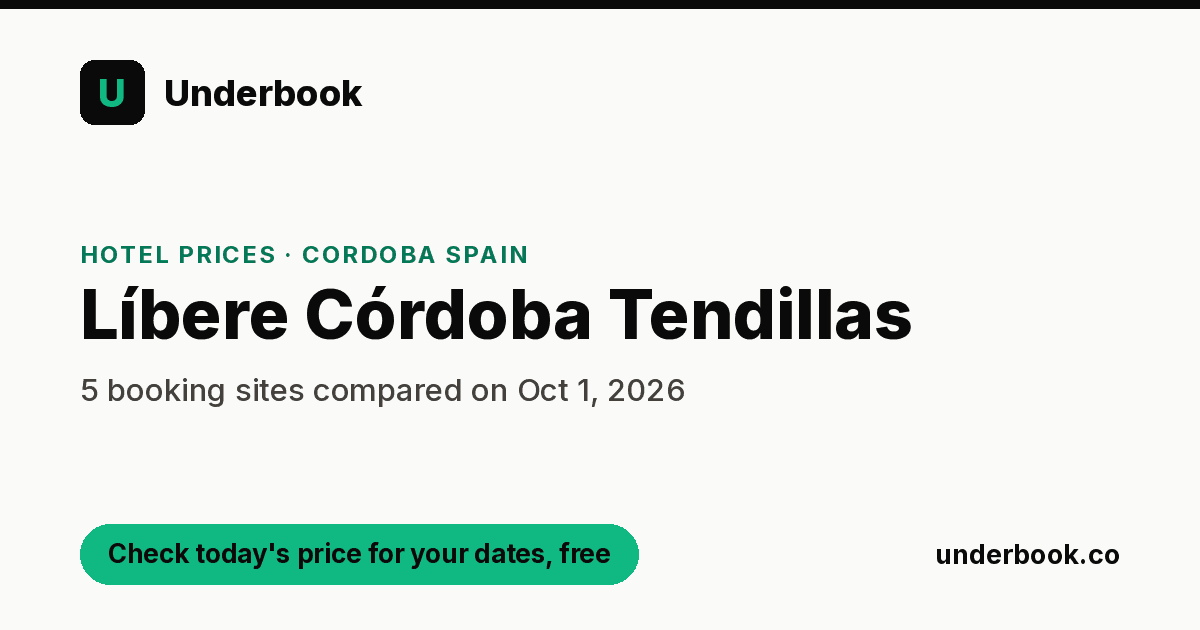 U Underbook
HOTEL PRICES · CORDOBA SPAIN
Líbere Córdoba Tendillas
5 booking sites compared on Oct 1, 2026
Check today's price for your dates, free
underbook.co